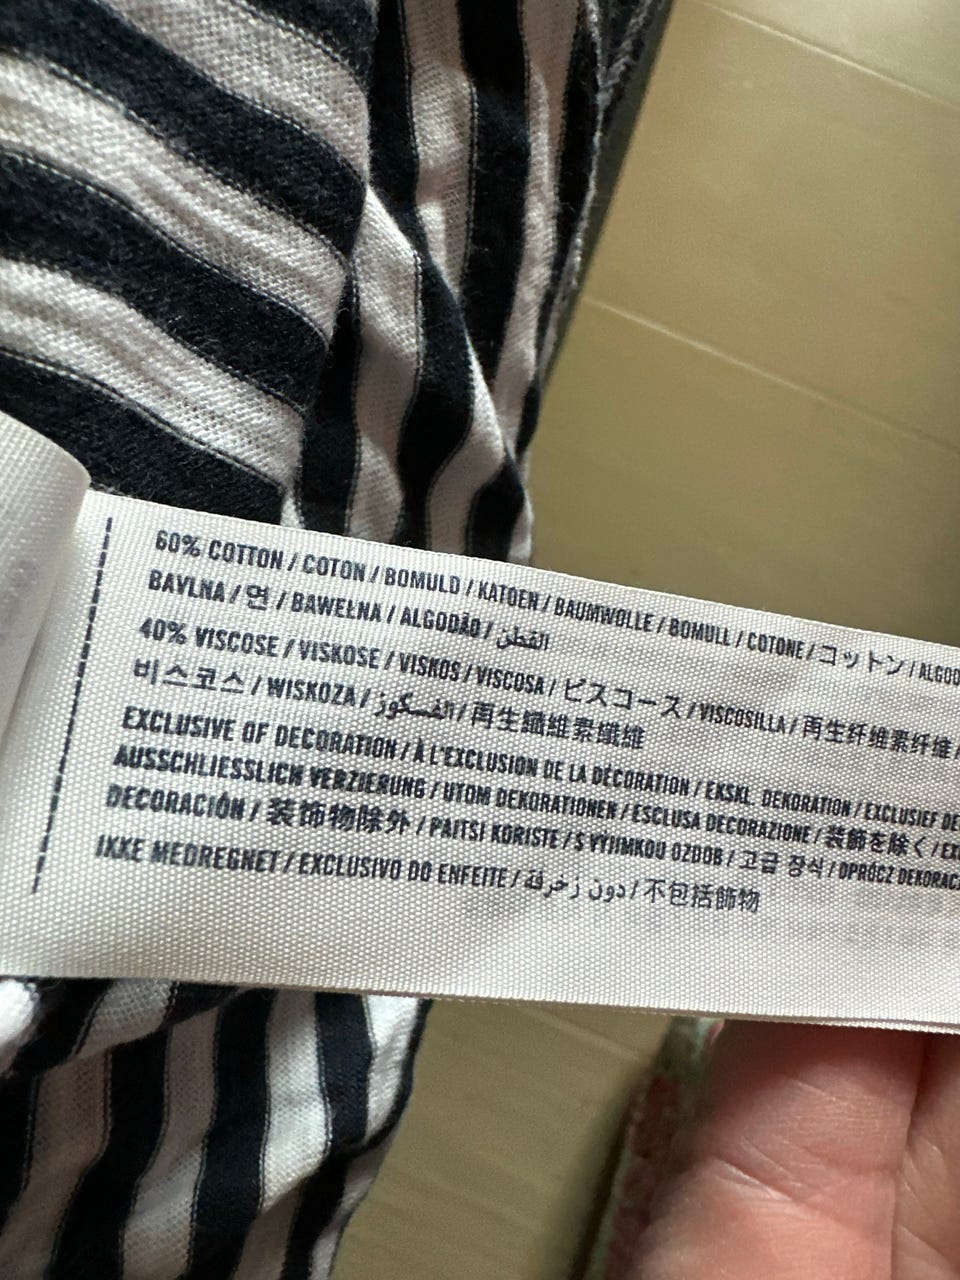 60% COTTON / COTON / BOMULD / KATOEN / BAUMWOLLE / BOMULL / COTONE / コットン / ALGOD
BAVLNA / 면 / BAWEŁNA / ALGODÃO / القطن
40% VISCOSE / VISKOSE / VISKOS / VISCOSA / ビスコース / VISCOSILLA / 再生纤维素纤维 /
비스코스 / WISKOZA / الفسكوز / 再生纖維素纖維
EXCLUSIVE OF DECORATION / À L'EXCLUSION DE LA DÉCORATION / EKSKL. DEKORATION / EXCLUSIEF DE
AUSSCHLIESSLICH VERZIERUNG / UTOM DEKORATIONEN / ESCLUSA DECORAZIONE / 装飾を除く / EX
DECORACIÓN / 装饰物除外 / PAITSI KORISTE / S VÝJIMKOU OZDOB / 고급 장식 / OPRÓCZ DEKORAC
IKKE MEDREGNET / EXCLUSIVO DO ENFEITE / دون زخرفة / 不包括飾物